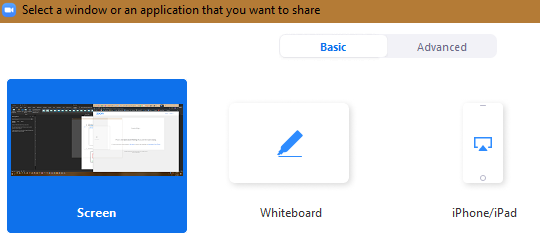 Select a window or an application that you want to share
Basic Advanced
Screen Whiteboard iPhone/iPad